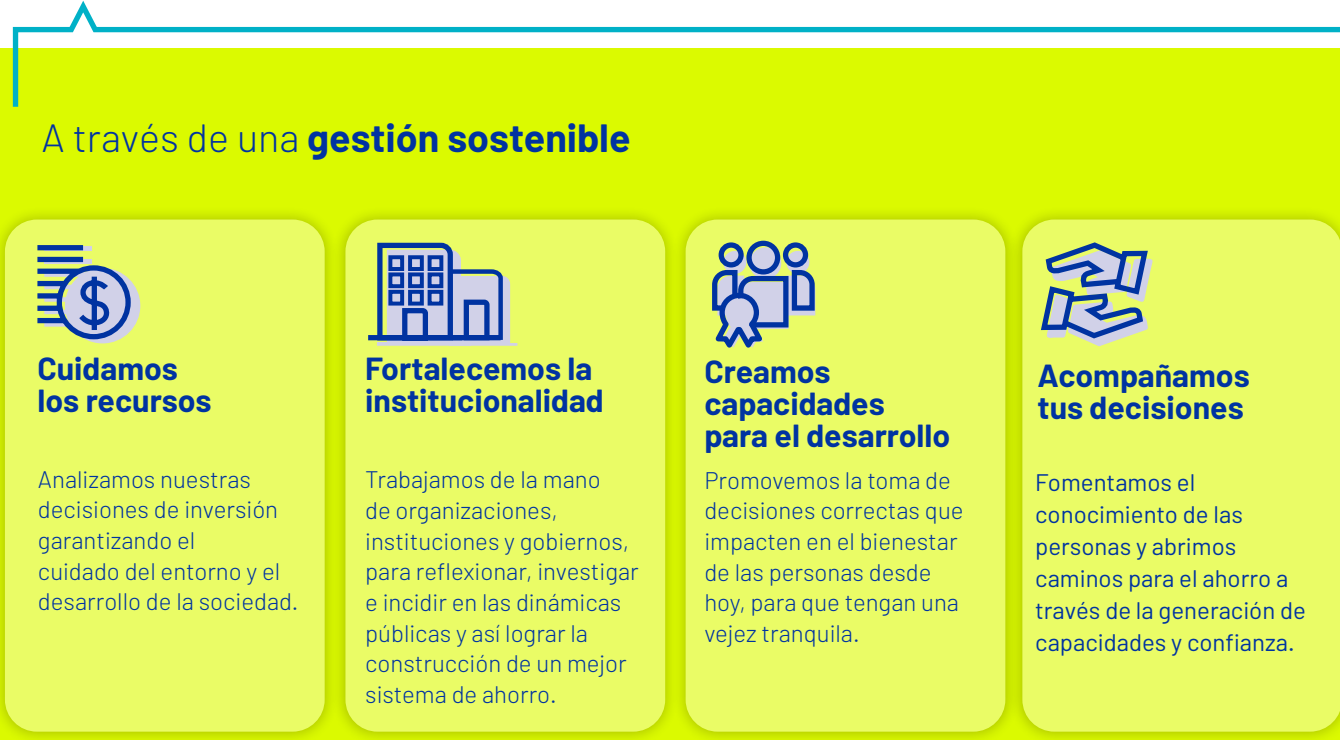 A través de una gestión sostenible
$
Cuidamos
los recursos
Analizamos nuestras
decisiones de inversión
garantizando el
cuidado del entorno y el
desarrollo de la sociedad.
Fortalecemos la
institucionalidad
Trabajamos de la mano
de organizaciones,
instituciones y gobiernos,
para reflexionar, investigar
e incidir en las dinámicas
públicas y así lograr la
construcción de un mejor
sistema de ahorro.
Creamos
capacidades
para el desarrollo
Promovemos la toma de
decisiones correctas que
impacten en el bienestar
de las personas desde
hoy, para que tengan una
vejez tranquila.
Acompañamos
tus decisiones
Fomentamos el
conocimiento de las
personas y abrimos
caminos para el ahorro a
través de la generación de
capacidades y confianza.